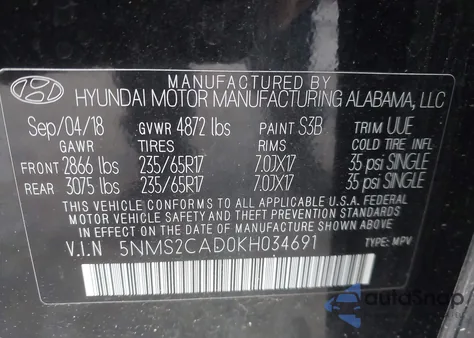 MANUFACTURED BY
HYUNDAI MOTOR MANUFACTURING ALABAMA, LLC
Sep/04/18 GVWR 4872 lbs PAINT S3B TRIM UUE
GAWR TIRES RIMS COLD TIRE INFL
FRONT 2866 lbs 235/65R17 7.0JX17 35 psi SINGLE
REAR 3075 lbs 235/65R17 7.0JX17 35 psi SINGLE
THIS VEHICLE CONFORMS TO ALL APPLICABLE U.S.A. FEDERAL
MOTOR VEHICLE SAFETY AND THEFT PREVENTION STANDARDS
IN EFFECT ON THE DATE OF MANUFACTURE SHOWN ABOVE.
V.I.N 5NMS2CAD0KH034691 TYPE: MPV
autoSnap